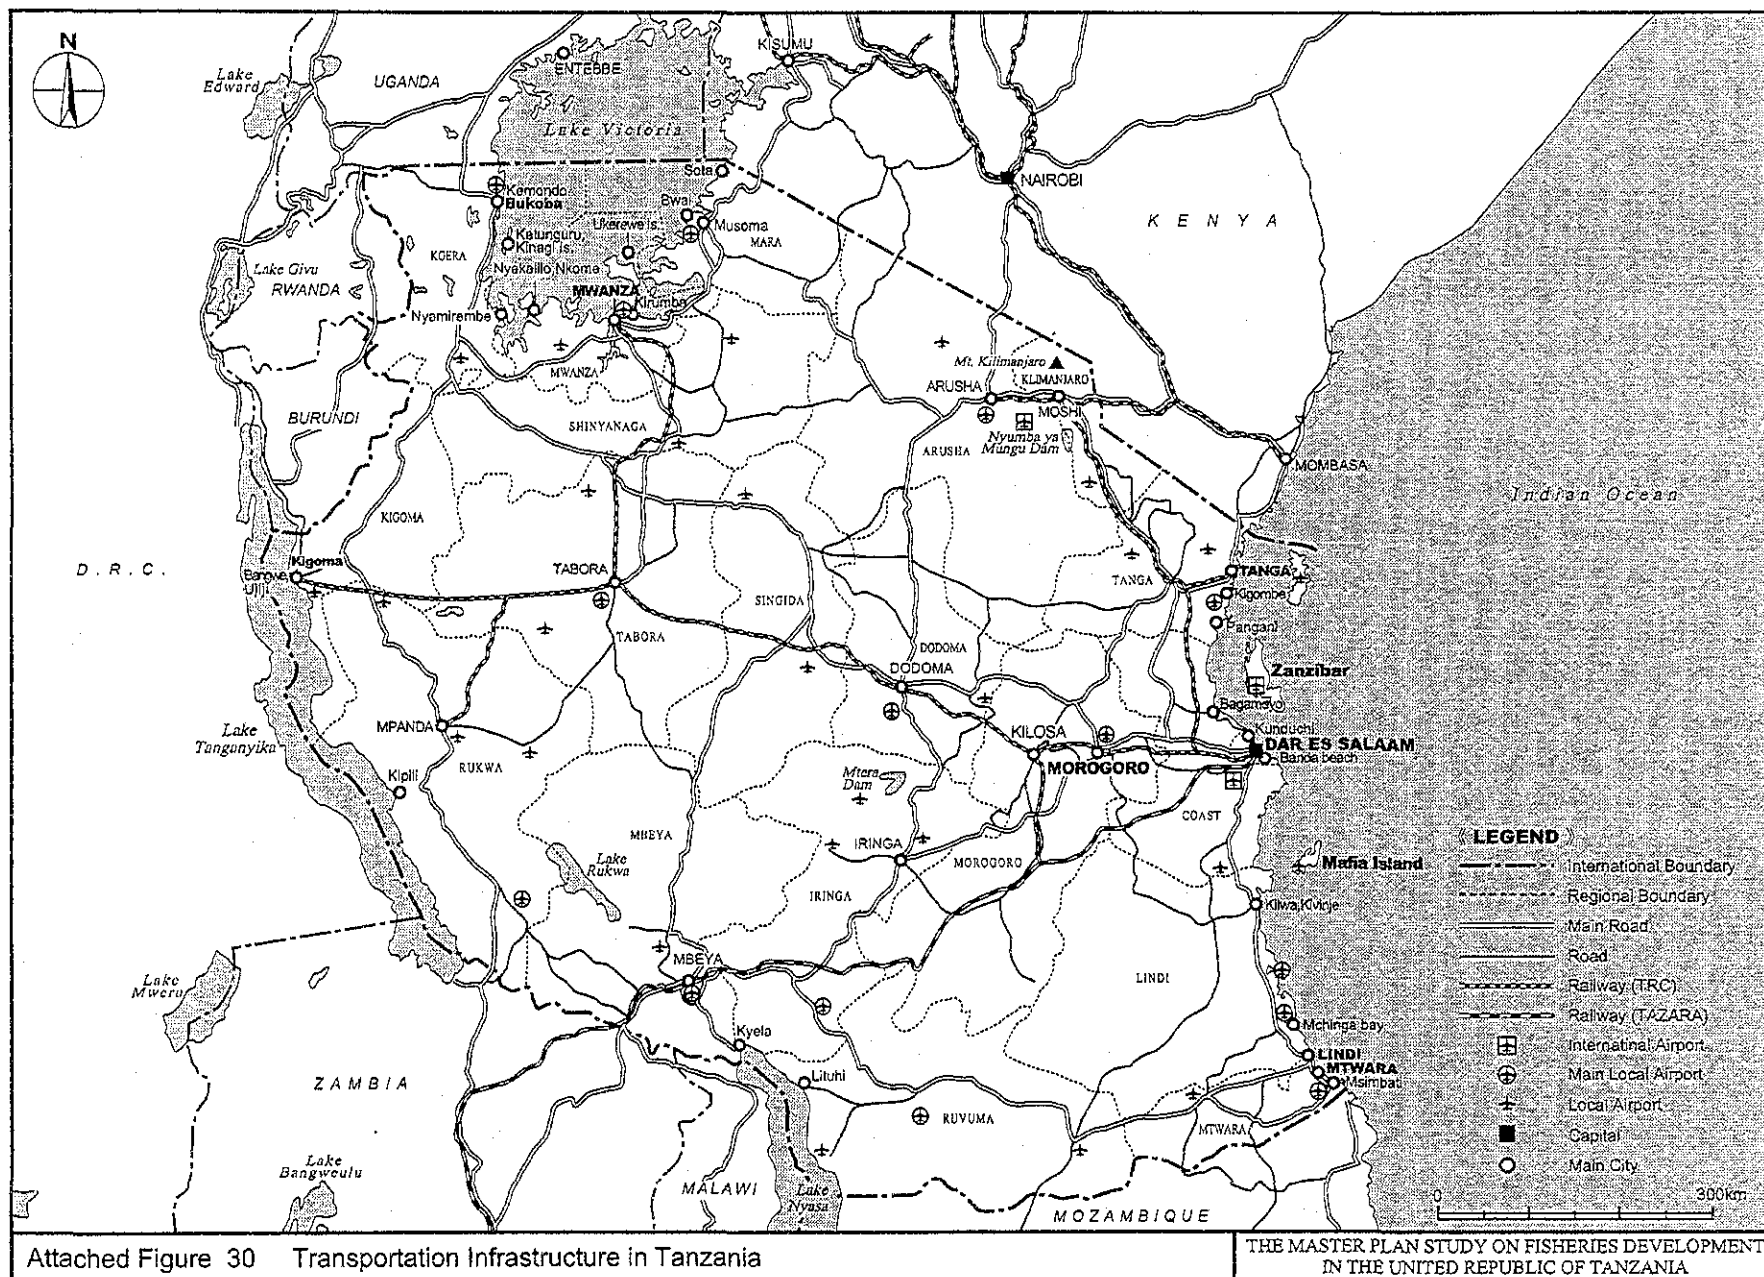 N
Lake
Edward
UGANDA
ENTEBBE
KISUMU
Lake Victoria
Sota
NAIROBI
KENYA
Kemondo
Bukoba
Bwai
Musoma
Ukerewe is.
MARA
Katunguru,
Kinagi is.
KGERA
Lake Givu
RWANDA
Nyakaliło,Nkome
MWANZA
Kirumba
Nyamirembe
MWANZA
Mt. Kilimanjaro
ARUSHA
KLIMANJARO
MOSHI
BURUNDI
SHINYANAGA
Nyumba ya
Mungu Dam
ARUSHA
MOMBASA
Indian Ocean
KIGOMA
D.R.C.
Kigoma
Bangwe,
Ujiji
TABORA
SINGIDA
TANGA
TANGA
Kigombe
Pangani
TABORA
DODOMA
DODOMA
Zanzibar
Bagamoyo
Kunduchi
MPANDA
KILOSA
DAR ES SALAAM
Banda beach
MOROGORO
Lake
Tanganyika
Kipili
RUKWA
Mtera
Dam
COAST
MBEYA
IRINGA
MOROGORO
Mafia Island
Lake
Rukwa
IRINGA
Kilwa,Kivinje
MBEYA
LINDI
Lake
Mweru
Kyela
Mchinga bay
LINDI
MTWARA
Msimbati
Lituhi
ZAMBIA
RUVUMA
MTWARA
Lake
Bangweulu
MALAWI
Lake
Nyasa
MOZAMBIQUE
《 LEGEND 》
International Boundary
Regional Boundary
Main Road
Road
Railway (TRC)
Railway (TAZARA)
Internatinal Airport
Main Local Airport
Local Airport
Capital
Main City
0 300km
Attached Figure 30 Transportation Infrastructure in Tanzania
THE MASTER PLAN STUDY ON FISHERIES DEVELOPMENT
IN THE UNITED REPUBLIC OF TANZANIA